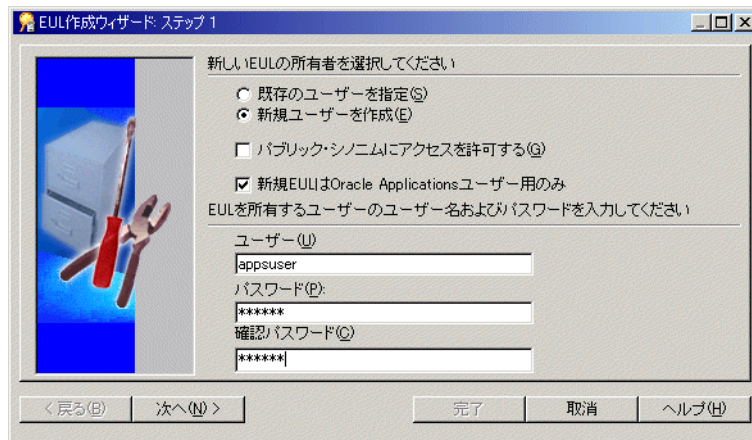 EUL作成ウィザード: ステップ 1
新しいEULの所有者を選択してください
既存のユーザーを指定(S)
新規ユーザーを作成(E)
パブリック・シノニムにアクセスを許可する(G)
新規EULはOracle Applicationsユーザー用のみ
EULを所有するユーザーのユーザー名およびパスワードを入力してください
ユーザー(U)
appsuser
パスワード(P):
******
確認パスワード(C)
******
< 戻る(B) 次へ(N) > 完了 取消 ヘルプ(H)